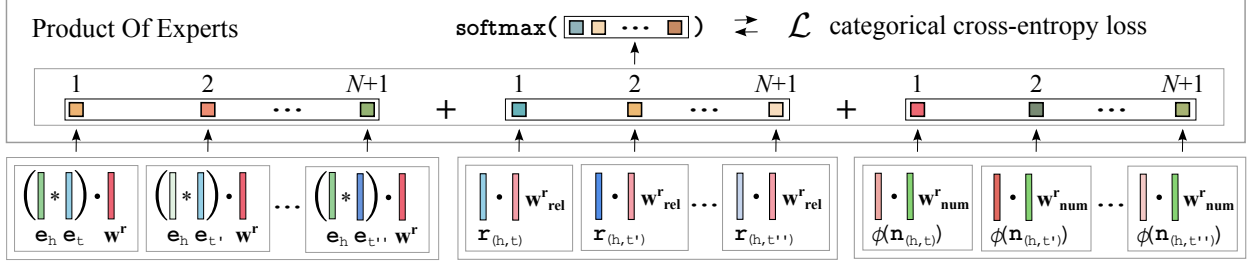 Product Of Experts softmax( ... ) ⇄ ℒ categorical cross-entropy loss
1 2 N+1 1 2 N+1 1 2 N+1
... + ... + ...
( * ) · ( * ) · ... ( * ) · · w^r_rel · w^r_rel ... · w^r_rel · w^r_num · w^r_num ... · w^r_num
e_h e_t w^r e_h e_t' w^r e_h e_t'' w^r r_(h,t) r_(h,t') r_(h,t'') ϕ(n_(h,t)) ϕ(n_(h,t')) ϕ(n_(h,t''))